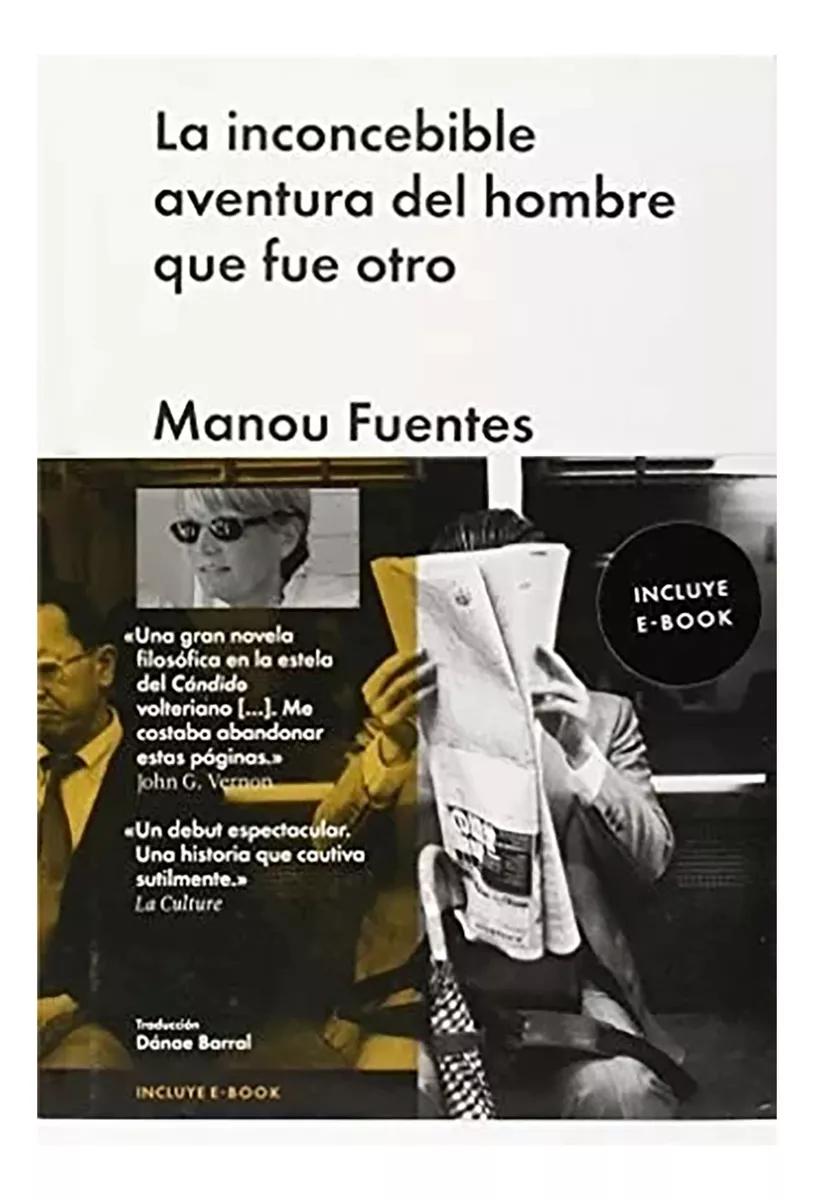 La inconcebible
aventura del hombre
que fue otro
Manou Fuentes
INCLUYE
E-BOOK
«Una gran novela
filosófica en la estela
del Cándido
volteriano [...]. Me
costaba abandonar
estas páginas.»
John G. Vernon
«Un debut espectacular.
Una historia que cautiva
sutilmente.»
La Culture
Traducción
Dánae Barral
INCLUYE E-BOOK